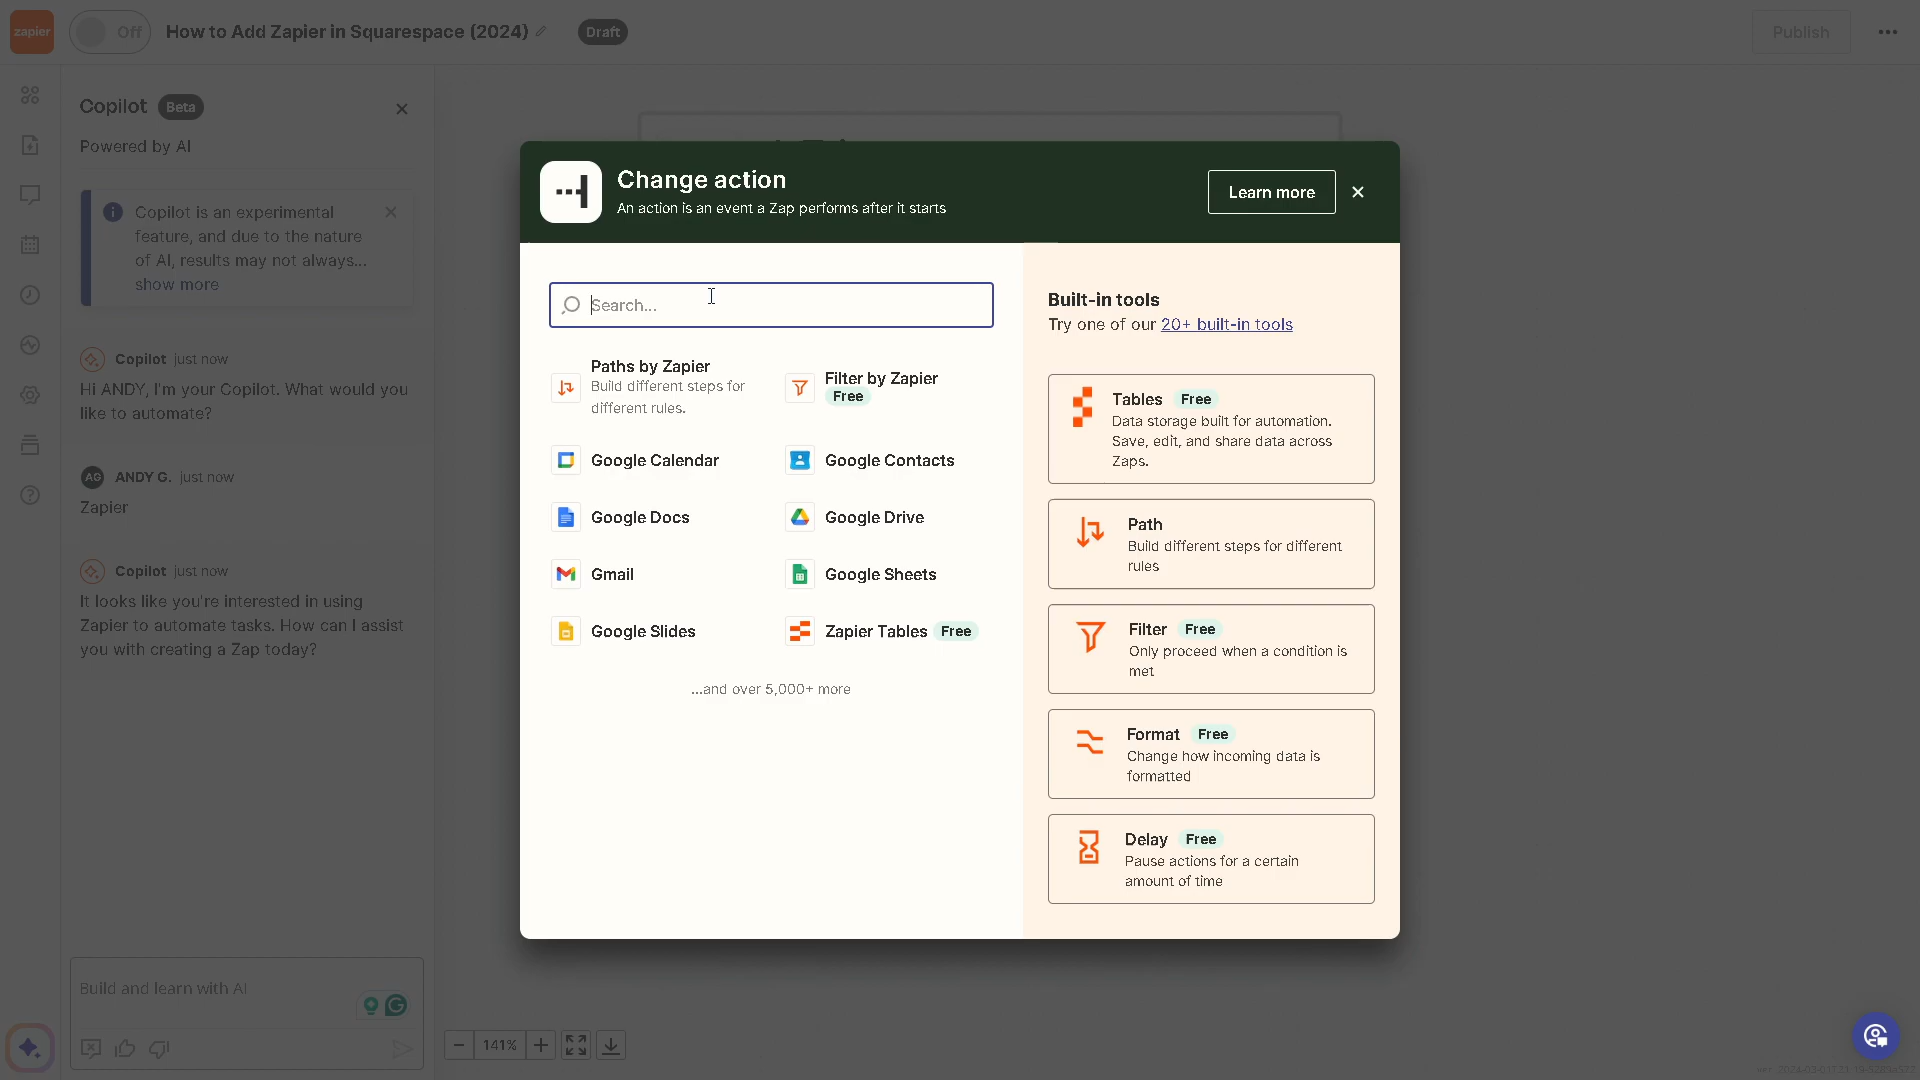 zapier
Off
How to Add Zapier in Squarespace (2024)
Draft
Publish
Copilot
Beta
Powered by AI
Copilot is an experimental
feature, and due to the nature
of AI, results may not always...
show more
Copilot just now
Hi ANDY, I'm your Copilot. What would you
like to automate?
AG ANDY G. just now
Zapier
Copilot just now
It looks like you're interested in using
Zapier to automate tasks. How can I assist
you with creating a Zap today?
Build and learn with AI
141%
Change action
An action is an event a Zap performs after it starts
Learn more
Search...
Paths by Zapier
Build different steps for
different rules.
Filter by Zapier
Free
Google Calendar
Google Contacts
Google Docs
Google Drive
Gmail
Google Sheets
Google Slides
Zapier Tables Free
...and over 5,000+ more
Built-in tools
Try one of our 20+ built-in tools
Tables Free
Data storage built for automation.
Save, edit, and share data across
Zaps.
Path
Build different steps for different
rules
Filter Free
Only proceed when a condition is
met
Format Free
Change how incoming data is
formatted
Delay Free
Pause actions for a certain
amount of time